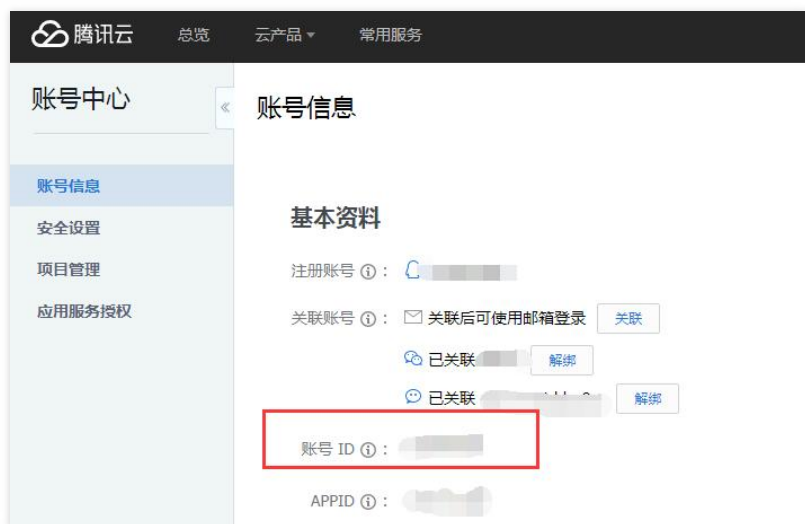 腾讯云 总览 云产品 常用服务
账号中心
账号信息
安全设置
项目管理
应用服务授权
账号信息
基本资料
注册账号 :
关联账号 : 关联后可使用邮箱登录 关联
已关联 解绑
已关联 解绑
账号 ID :
APPID :